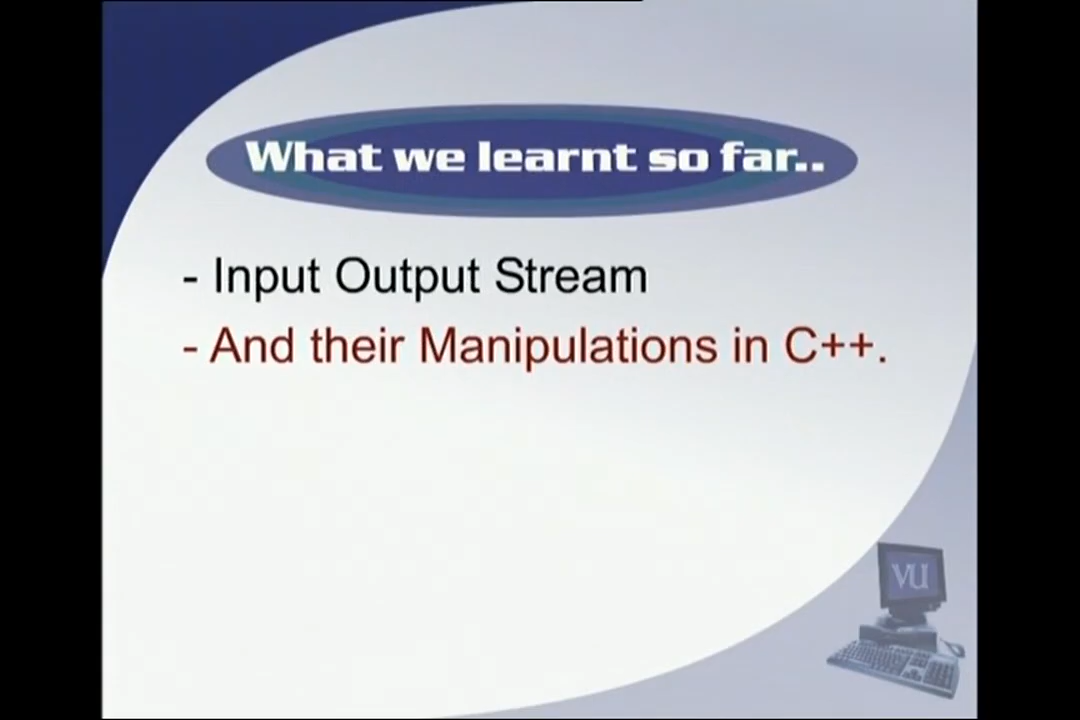 What we learnt so far..
- Input Output Stream
- And their Manipulations in C++.
VU